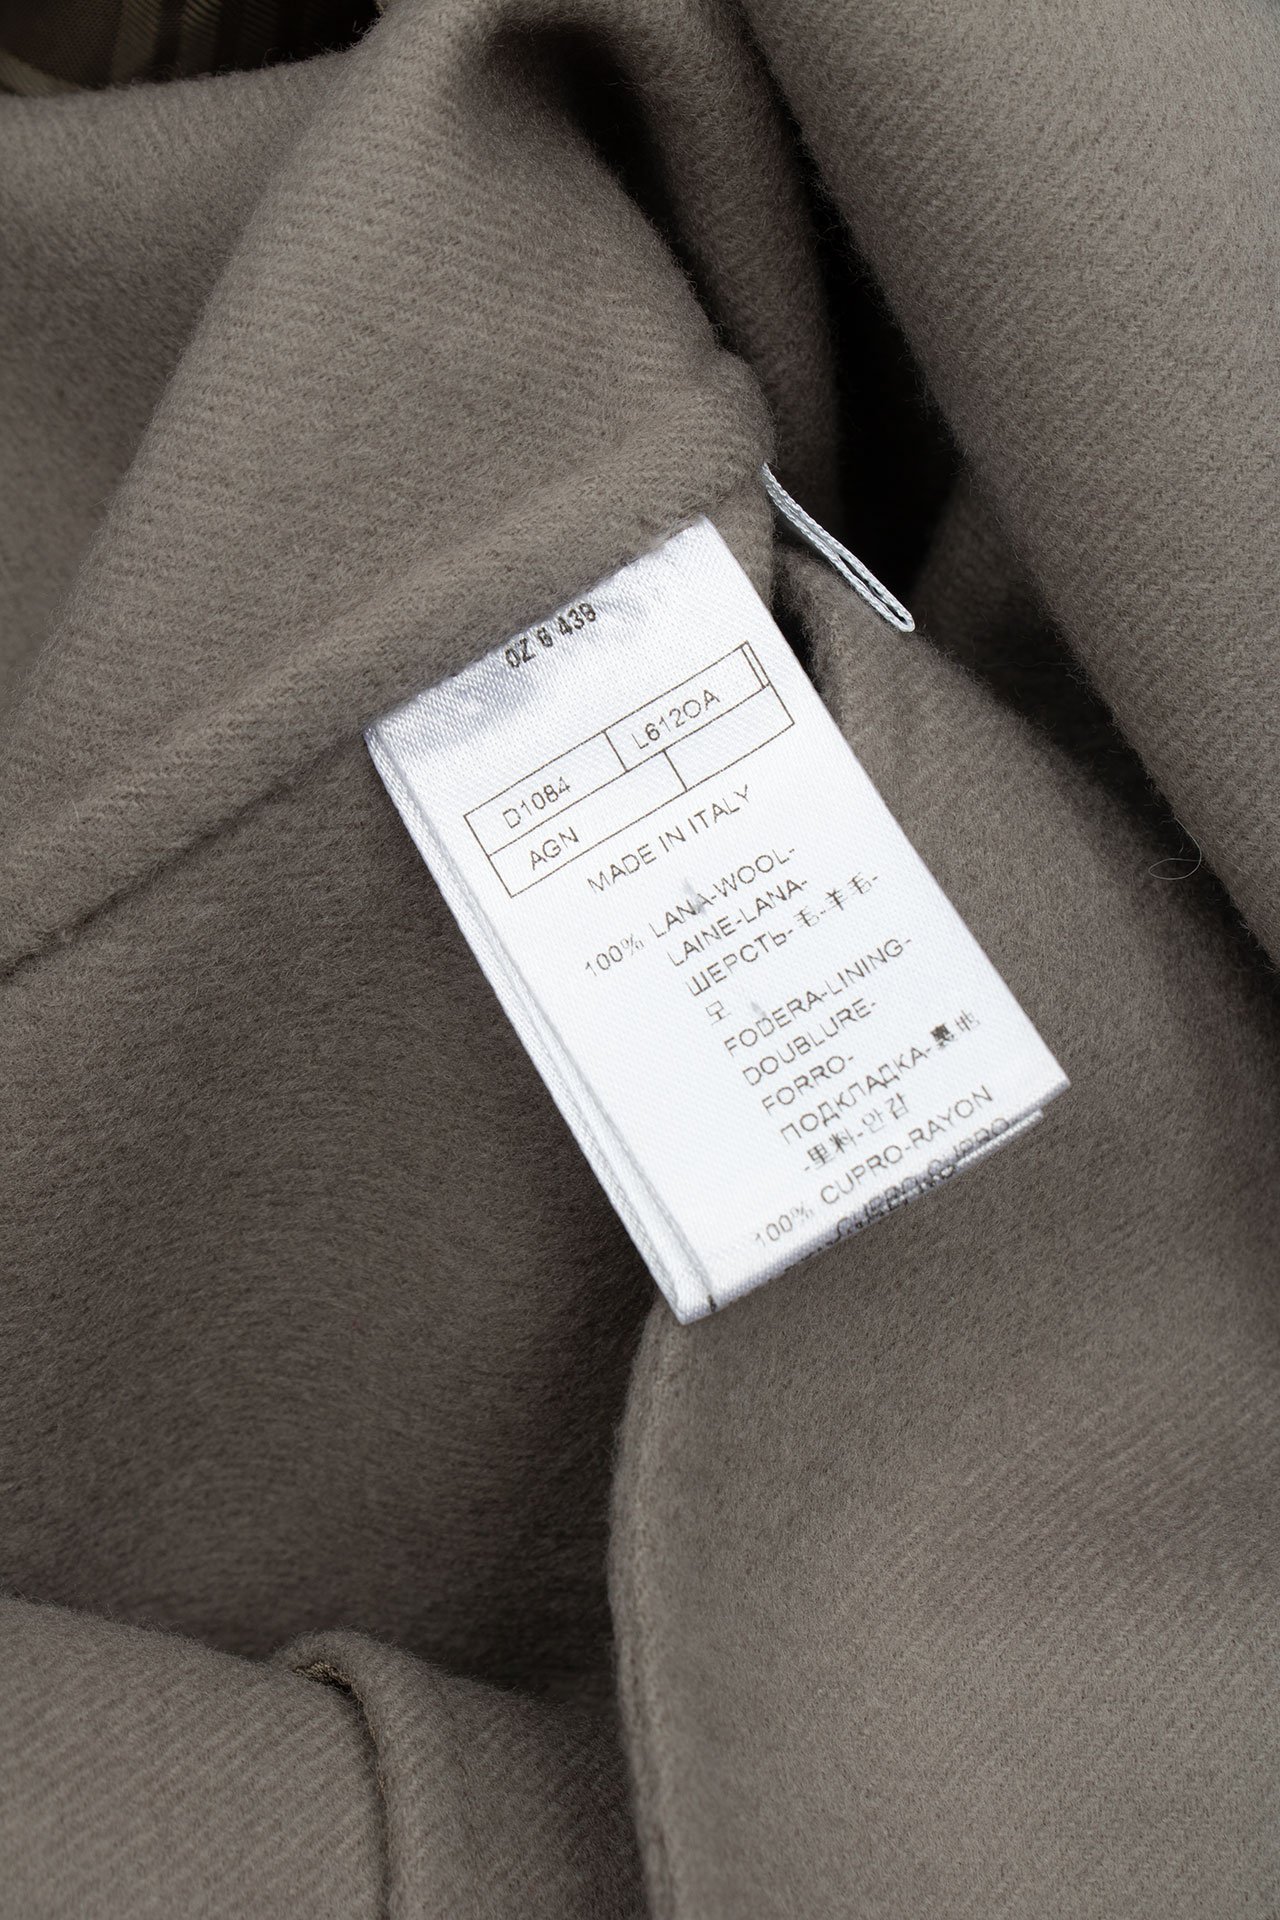 OZ 6 439
D1084 L612OA
AGN
MADE IN ITALY
100% LANA-WOOL-
LAINE-LANA-
ШЕРСТЬ-毛-羊毛-
모
FODERA-LINING-
DOUBLURE-
FORRO-
ПОДКЛАДКА-裏地
-里料-안감
100% CUPRO-RAYON